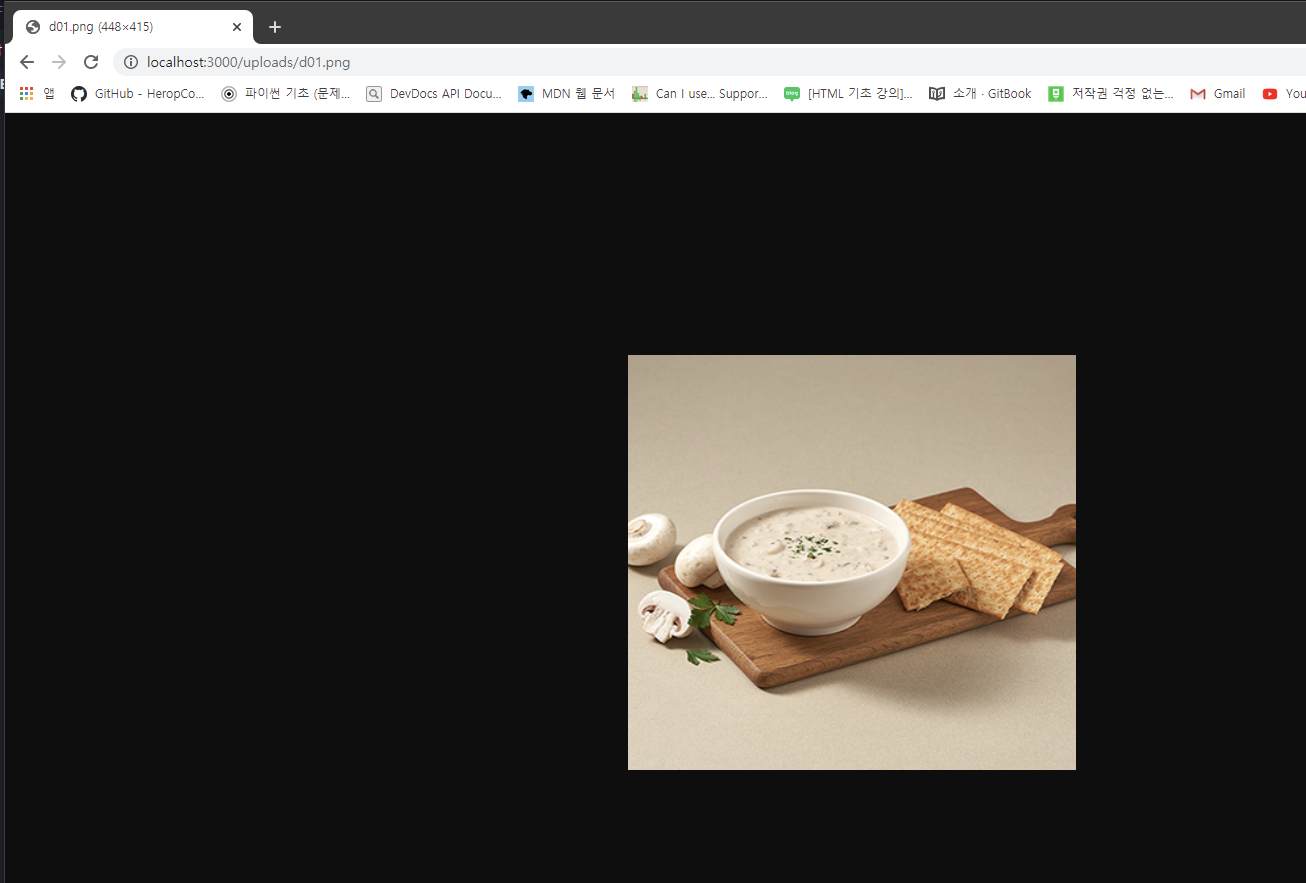 d01.png (448×415)
localhost:3000/uploads/d01.png
앱 GitHub - HeropCo... 파이썬 기초 (문제... DevDocs API Docu... MDN 웹 문서 Can I use... Suppor... [HTML 기초 강의]... 소개 · GitBook 저작권 걱정 없는... Gmail You